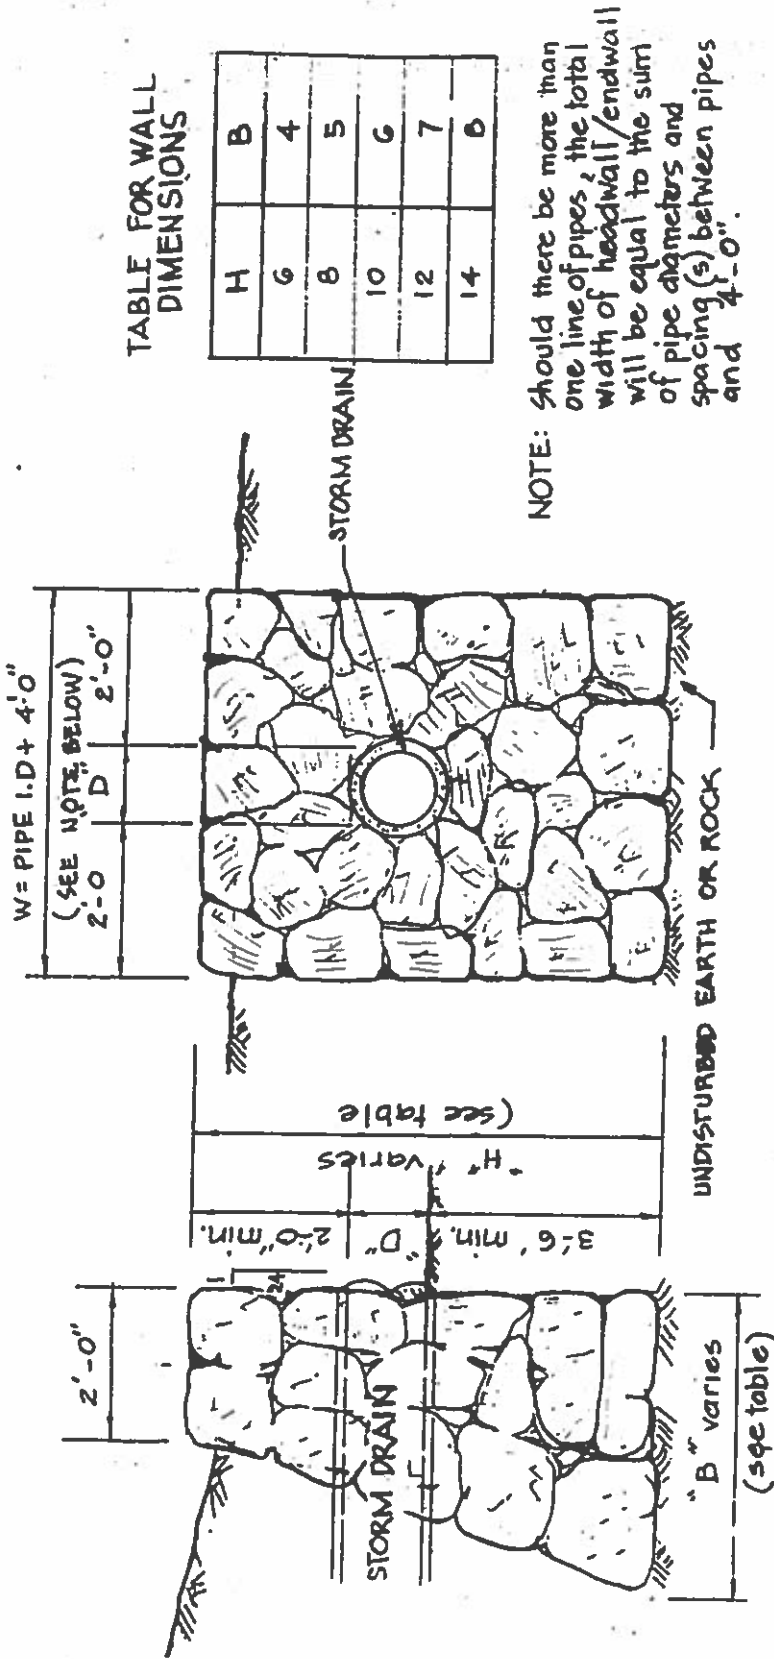 W = PIPE I.D + 4'-0"
(SEE NOTE BELOW)
2'-0 D 2'-0"
STORM DRAIN
UNDISTURBED EARTH OR ROCK
2'-0"
24
1
STORM DRAIN
2'-0" min.
"D"
3'-6" min.
"H" varies
(see table)
"B" varies
(see table)
TABLE FOR WALL
DIMENSIONS
H B
6 4
8 5
10 6
12 7
14 8
NOTE: Should there be more than
one line of pipes, the total
width of headwall/endwall
will be equal to the sum
of pipe diameters and
spacing(s) between pipes
and 4'-0".